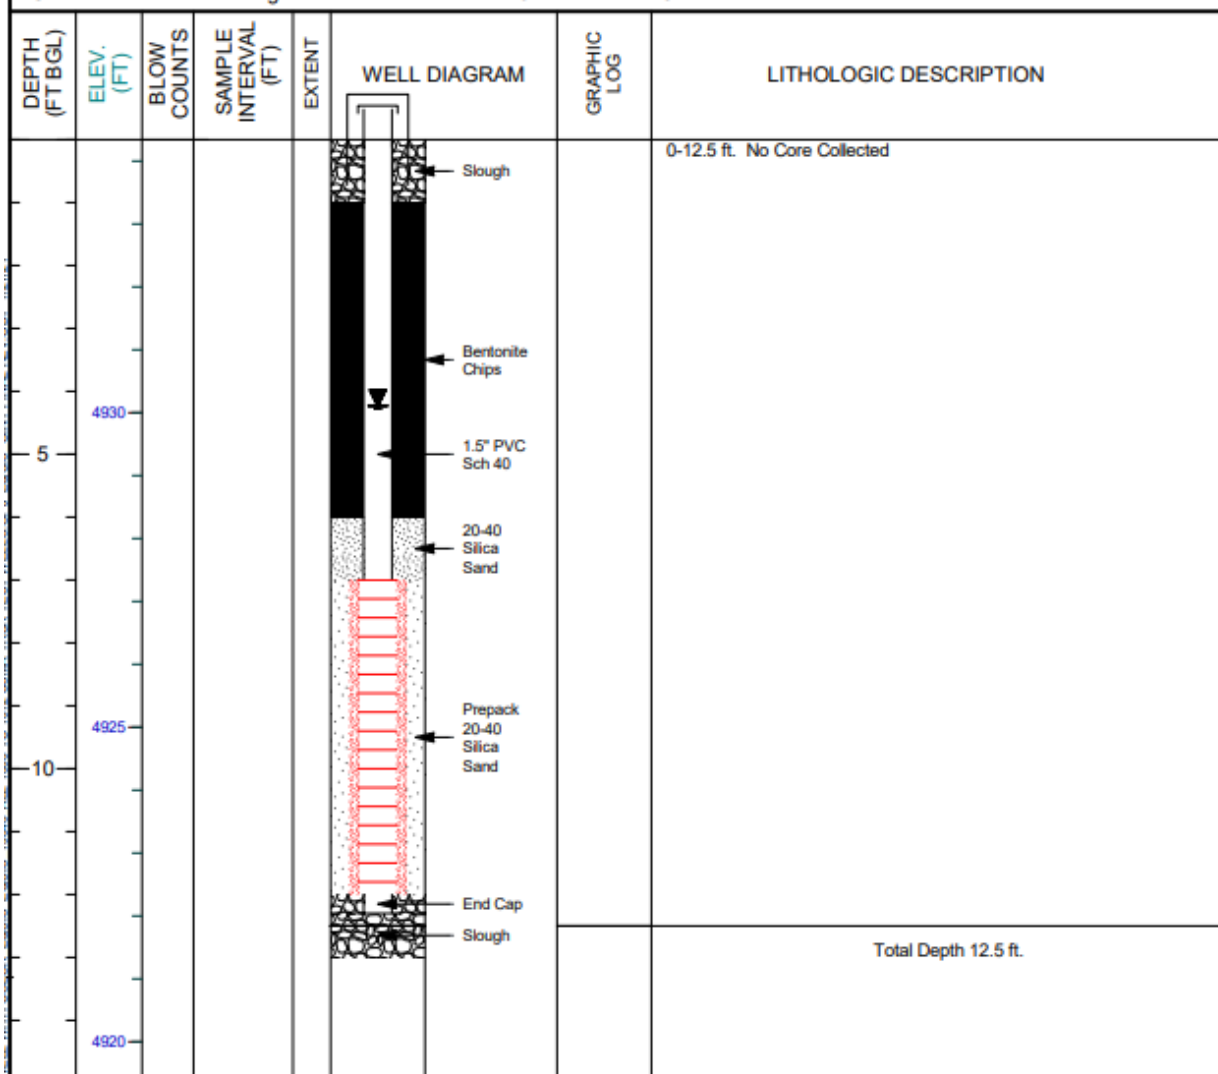 DEPTH
(FT BGL)
ELEV.
(FT)
BLOW
COUNTS
SAMPLE
INTERVAL
(FT)
EXTENT
WELL DIAGRAM
GRAPHIC
LOG
LITHOLOGIC DESCRIPTION
0-12.5 ft.  No Core Collected
Slough
Bentonite
Chips
4930
5
1.5" PVC
Sch 40
20-40
Silica
Sand
4925
10
Prepack
20-40
Silica
Sand
End Cap
Slough
Total Depth 12.5 ft.
4920